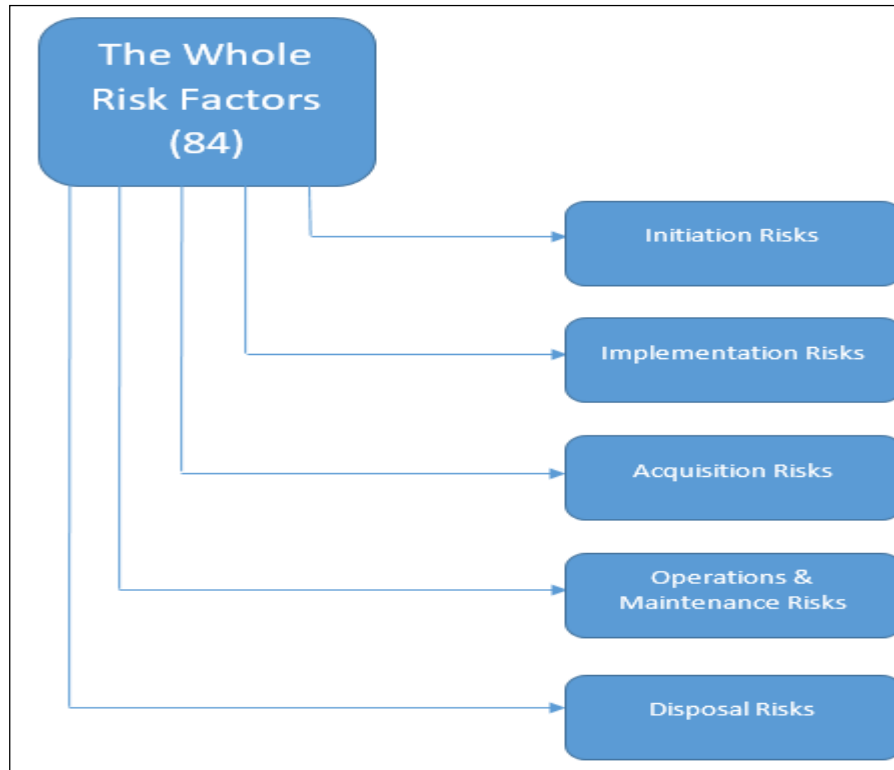 The Whole
Risk Factors
(84)
Initiation Risks
Implementation Risks
Acquisition Risks
Operations &
Maintenance Risks
Disposal Risks